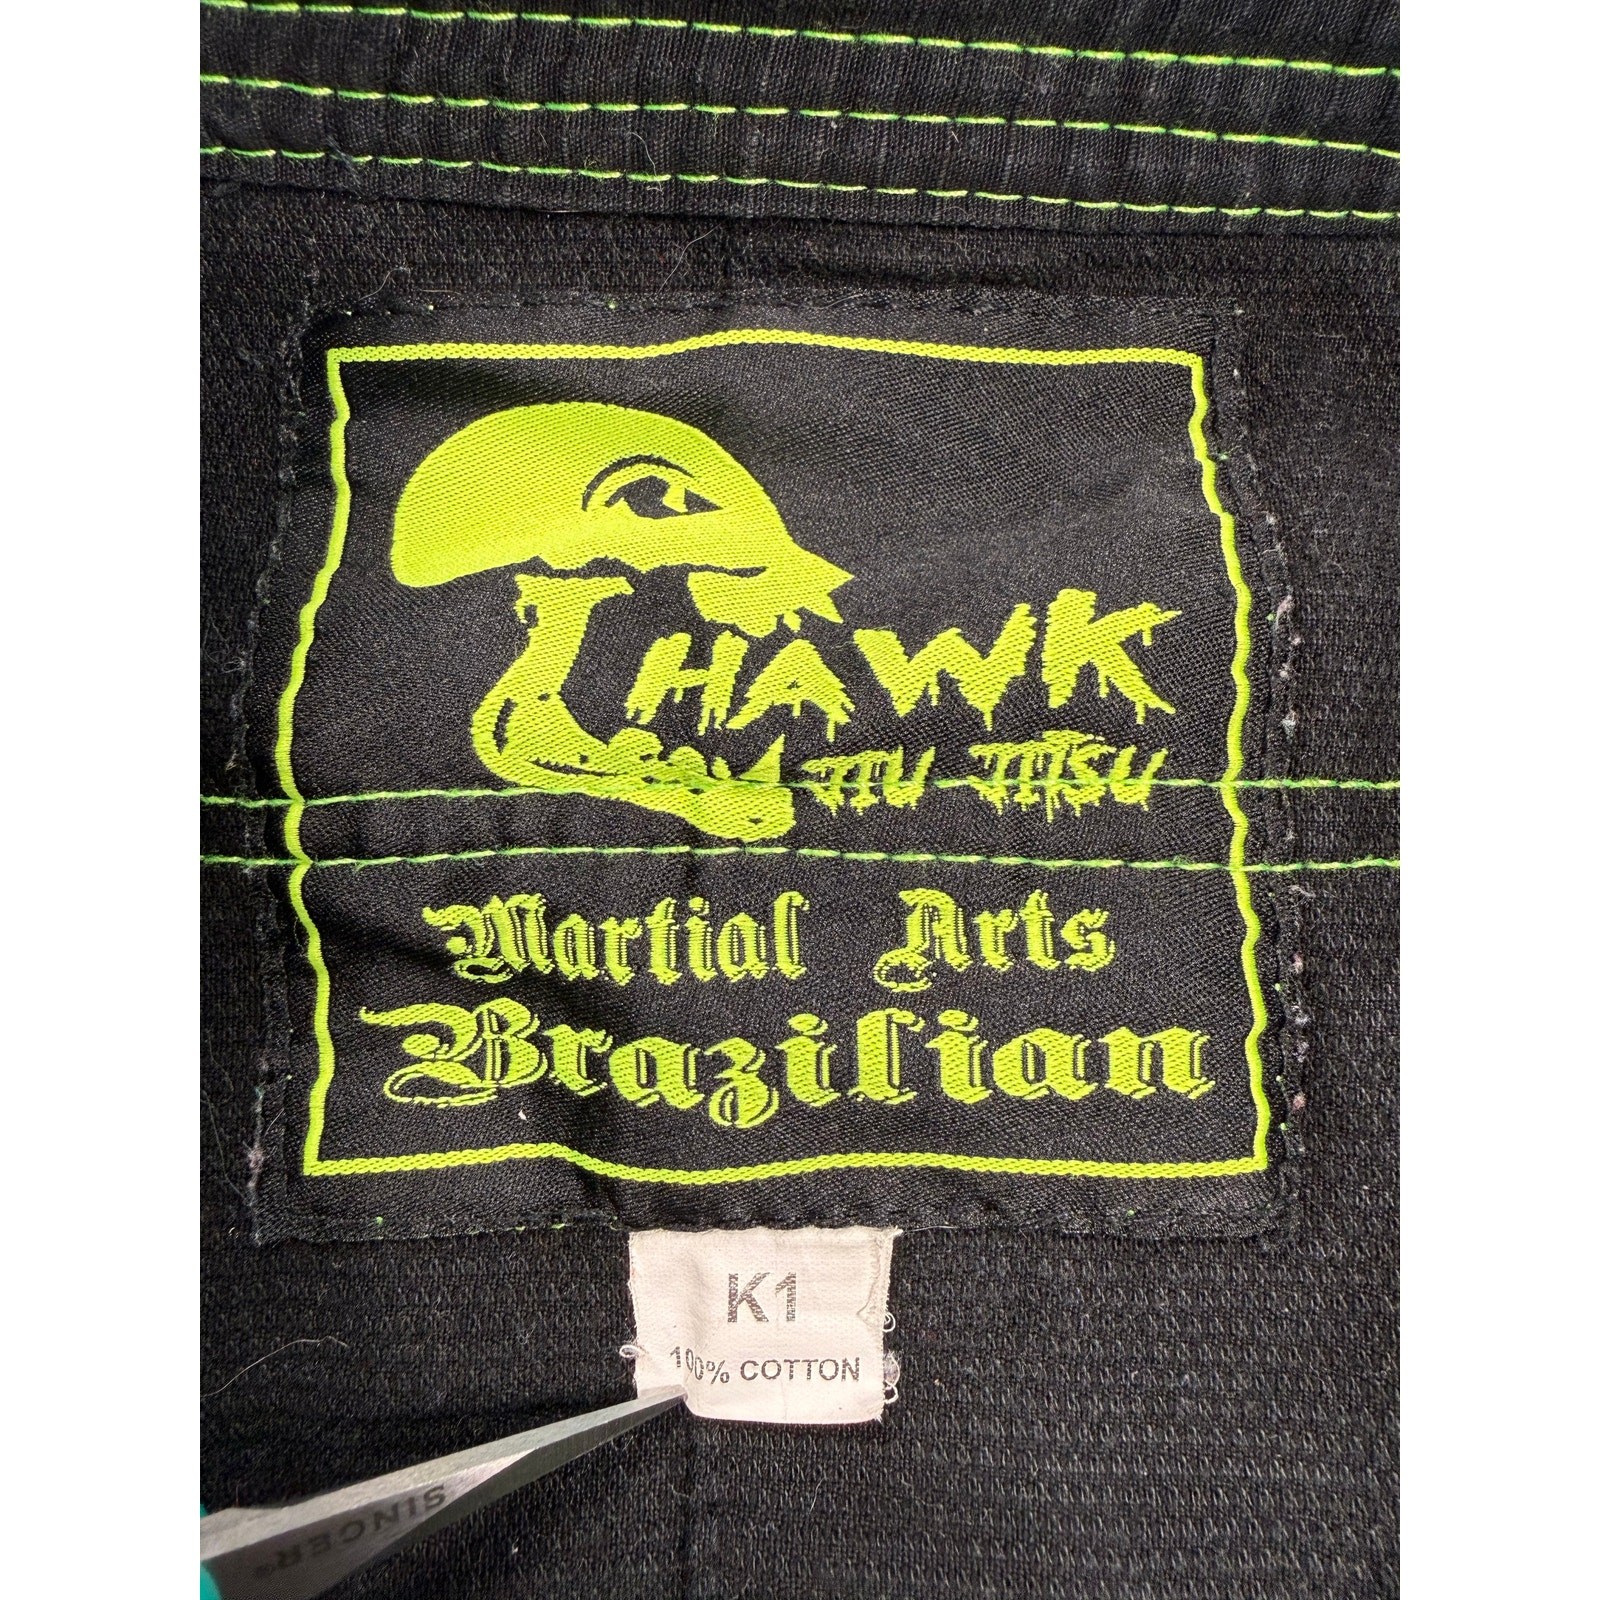 HAWK
JIU JITSU
Martial Arts
Brazilian
K1
100% COTTON
SINGER®